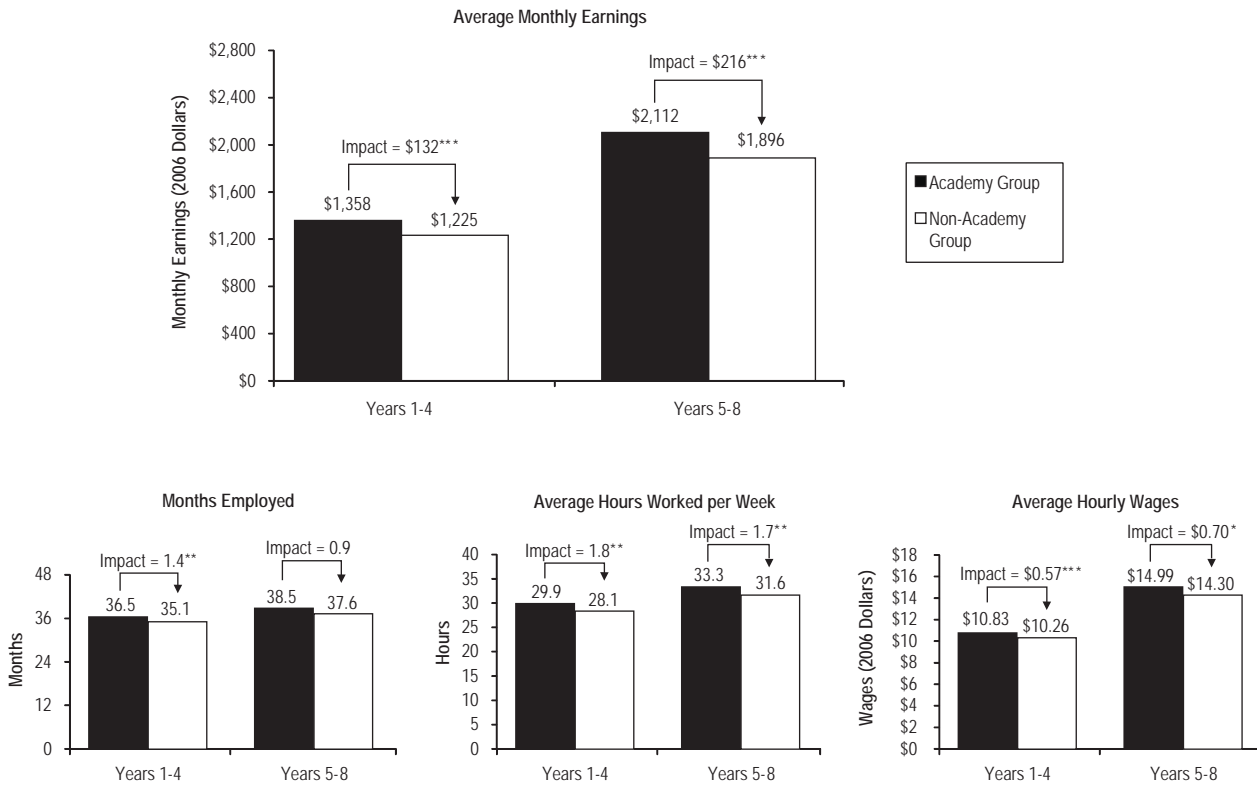 Average Monthly Earnings
Monthly Earnings (2006 Dollars)
$2,800
$2,400
$2,000
$1,600
$1,200
$800
$400
$0
Impact = $132***
$1,358
$1,225
Impact = $216***
$2,112
$1,896
Years 1-4
Years 5-8
Academy Group
Non-Academy
Group
Months Employed
Months
48
36
24
12
0
Impact = 1.4**
36.5
35.1
Impact = 0.9
38.5
37.6
Years 1-4
Years 5-8
Average Hours Worked per Week
Hours
40
35
30
25
20
15
10
5
0
Impact = 1.8**
29.9
28.1
Impact = 1.7**
33.3
31.6
Years 1-4
Years 5-8
Average Hourly Wages
Wages (2006 Dollars)
$18
$16
$14
$12
$10
$8
$6
$4
$2
$0
Impact = $0.57***
$10.83
$10.26
Impact = $0.70*
$14.99
$14.30
Years 1-4
Years 5-8